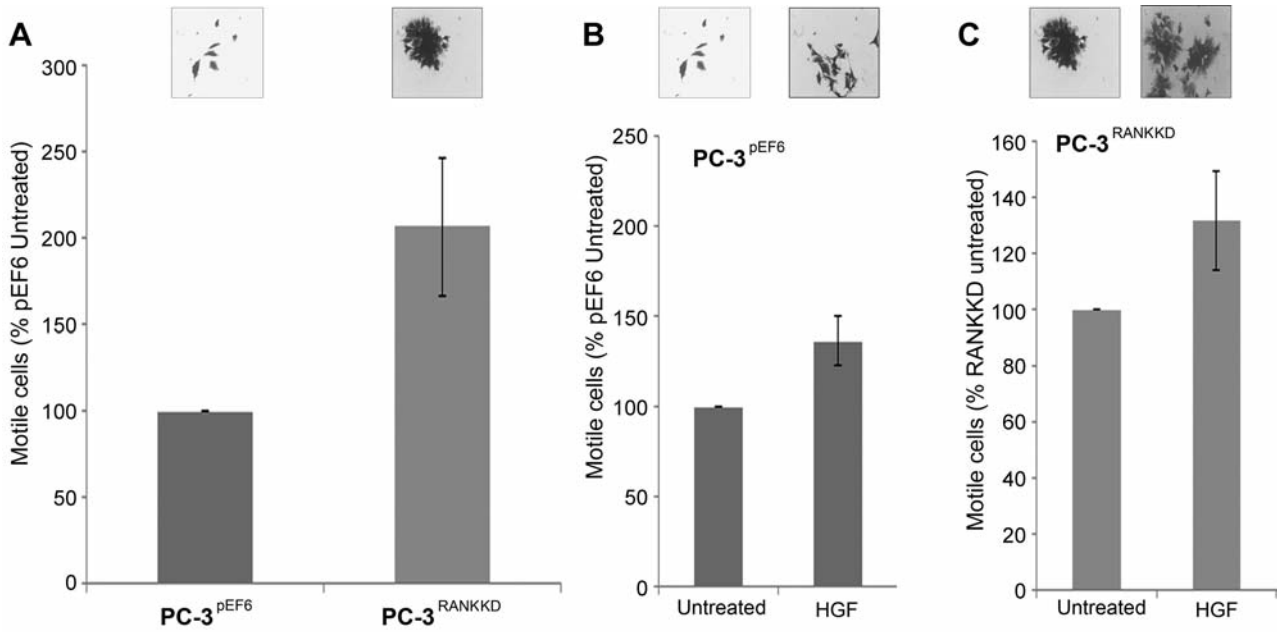 A
Motile cells (% pEF6 Untreated)
300
250
200
150
100
50
0
PC-3pEF6
PC-3RANKKD
B
PC-3pEF6
Motile cells (% pEF6 Untreated)
250
200
150
100
50
0
Untreated
HGF
C
PC-3RANKKD
Motile cells (% RANKKD untreated)
160
140
120
100
80
60
40
20
0
Untreated
HGF